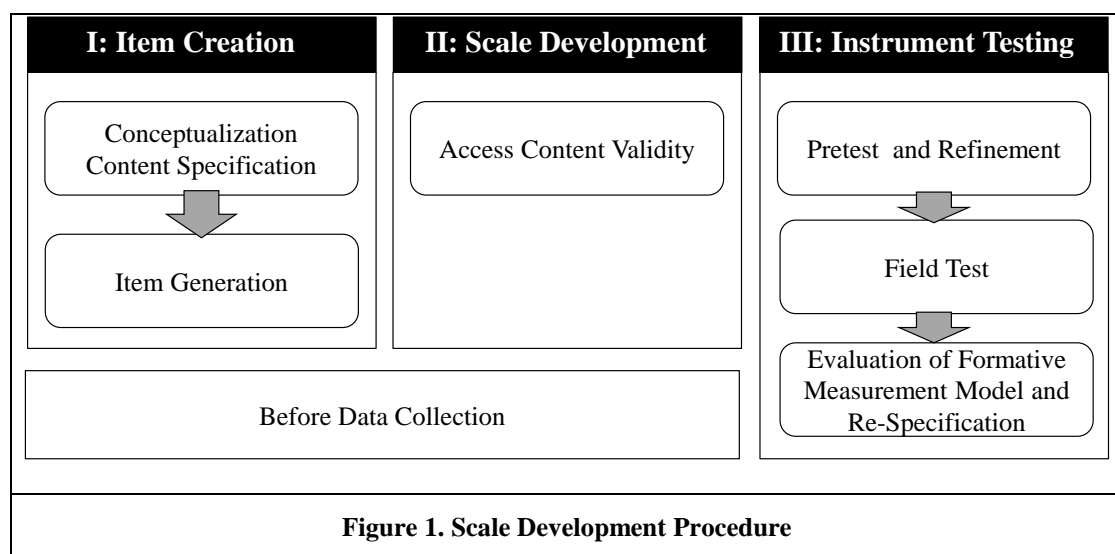 I: Item Creation
Conceptualization
Content Specification
Item Generation
II: Scale Development
Access Content Validity
Before Data Collection
III: Instrument Testing
Pretest and Refinement
Field Test
Evaluation of Formative
Measurement Model and
Re-Specification
Figure 1. Scale Development Procedure